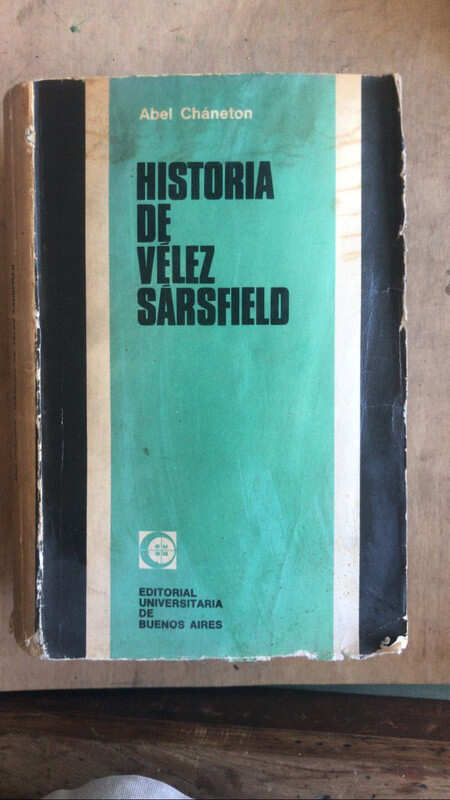 Abel Cháneton
HISTORIA
DE
VÉLEZ
SÁRSFIELD
EDITORIAL
UNIVERSITARIA
DE
BUENOS AIRES